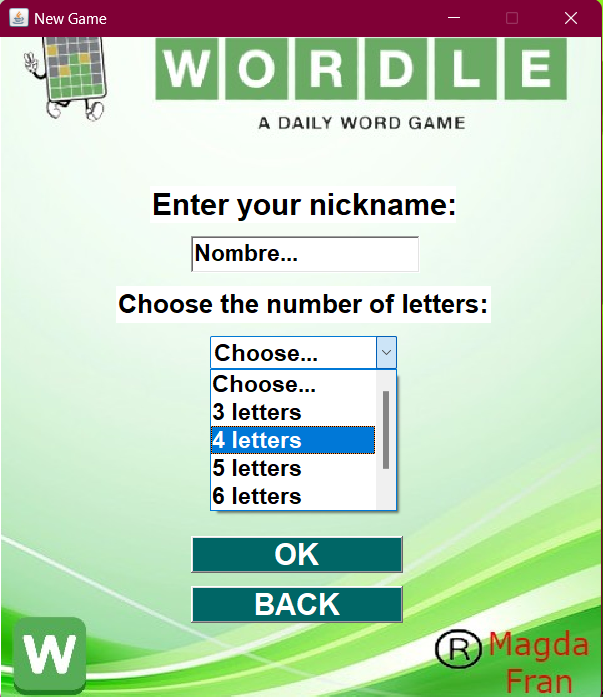 New Game
WORDLE
A DAILY WORD GAME
Enter your nickname:
Nombre...
Choose the number of letters:
Choose...
Choose...
3 letters
4 letters
5 letters
6 letters
OK
BACK
W
® Magda
Fran